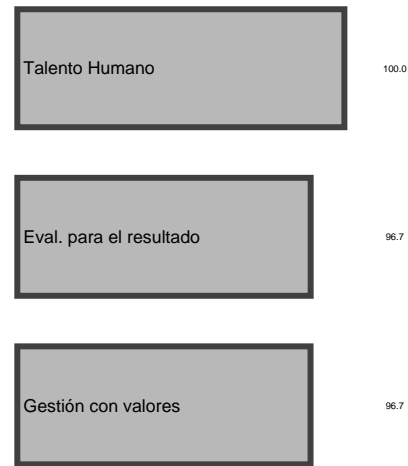 Talento Humano 100.0
Eval. para el resultado 96.7
Gestión con valores 96.7